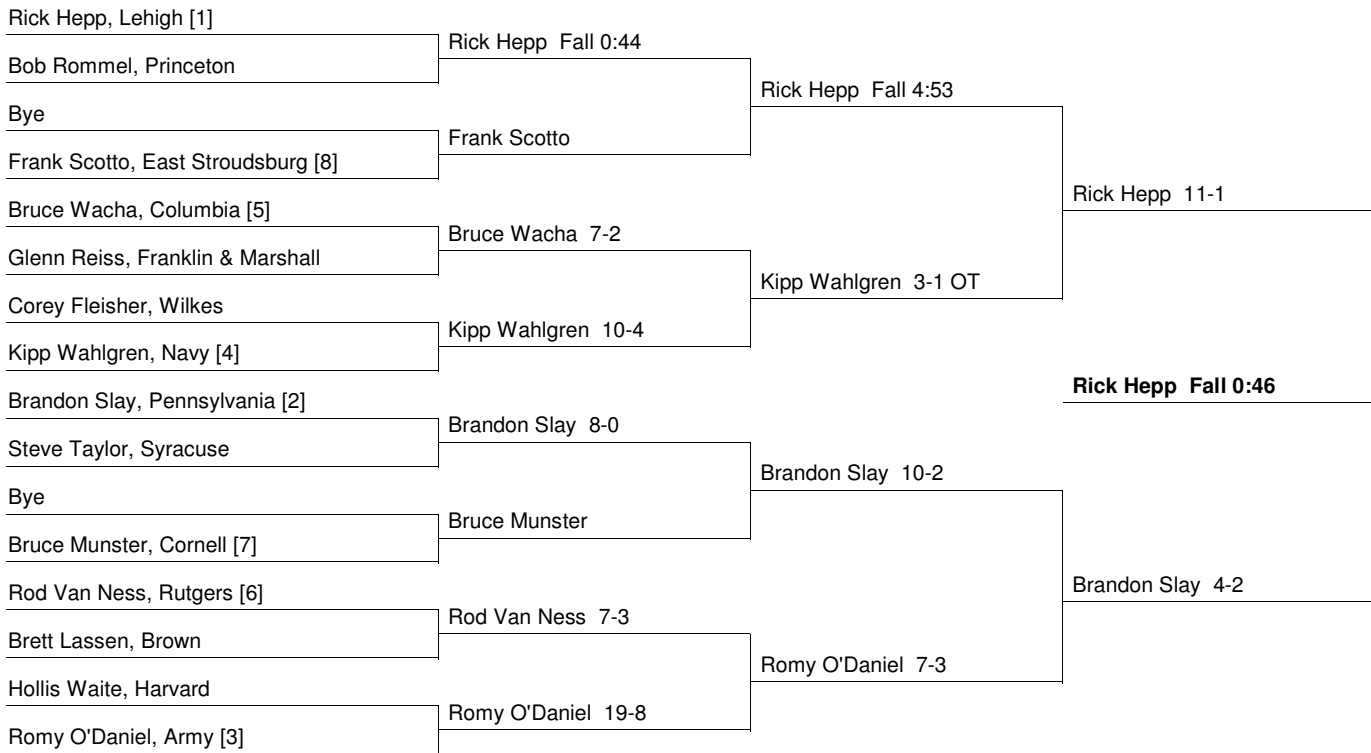 Rick Hepp, Lehigh [1]
Bob Rommel, Princeton
Bye
Frank Scotto, East Stroudsburg [8]
Bruce Wacha, Columbia [5]
Glenn Reiss, Franklin & Marshall
Corey Fleisher, Wilkes
Kipp Wahlgren, Navy [4]
Brandon Slay, Pennsylvania [2]
Steve Taylor, Syracuse
Bye
Bruce Munster, Cornell [7]
Rod Van Ness, Rutgers [6]
Brett Lassen, Brown
Hollis Waite, Harvard
Romy O'Daniel, Army [3]
Rick Hepp Fall 0:44
Frank Scotto
Bruce Wacha 7-2
Kipp Wahlgren 10-4
Brandon Slay 8-0
Bruce Munster
Rod Van Ness 7-3
Romy O'Daniel 19-8
Rick Hepp Fall 4:53
Kipp Wahlgren 3-1 OT
Brandon Slay 10-2
Romy O'Daniel 7-3
Rick Hepp 11-1
Brandon Slay 4-2
Rick Hepp Fall 0:46